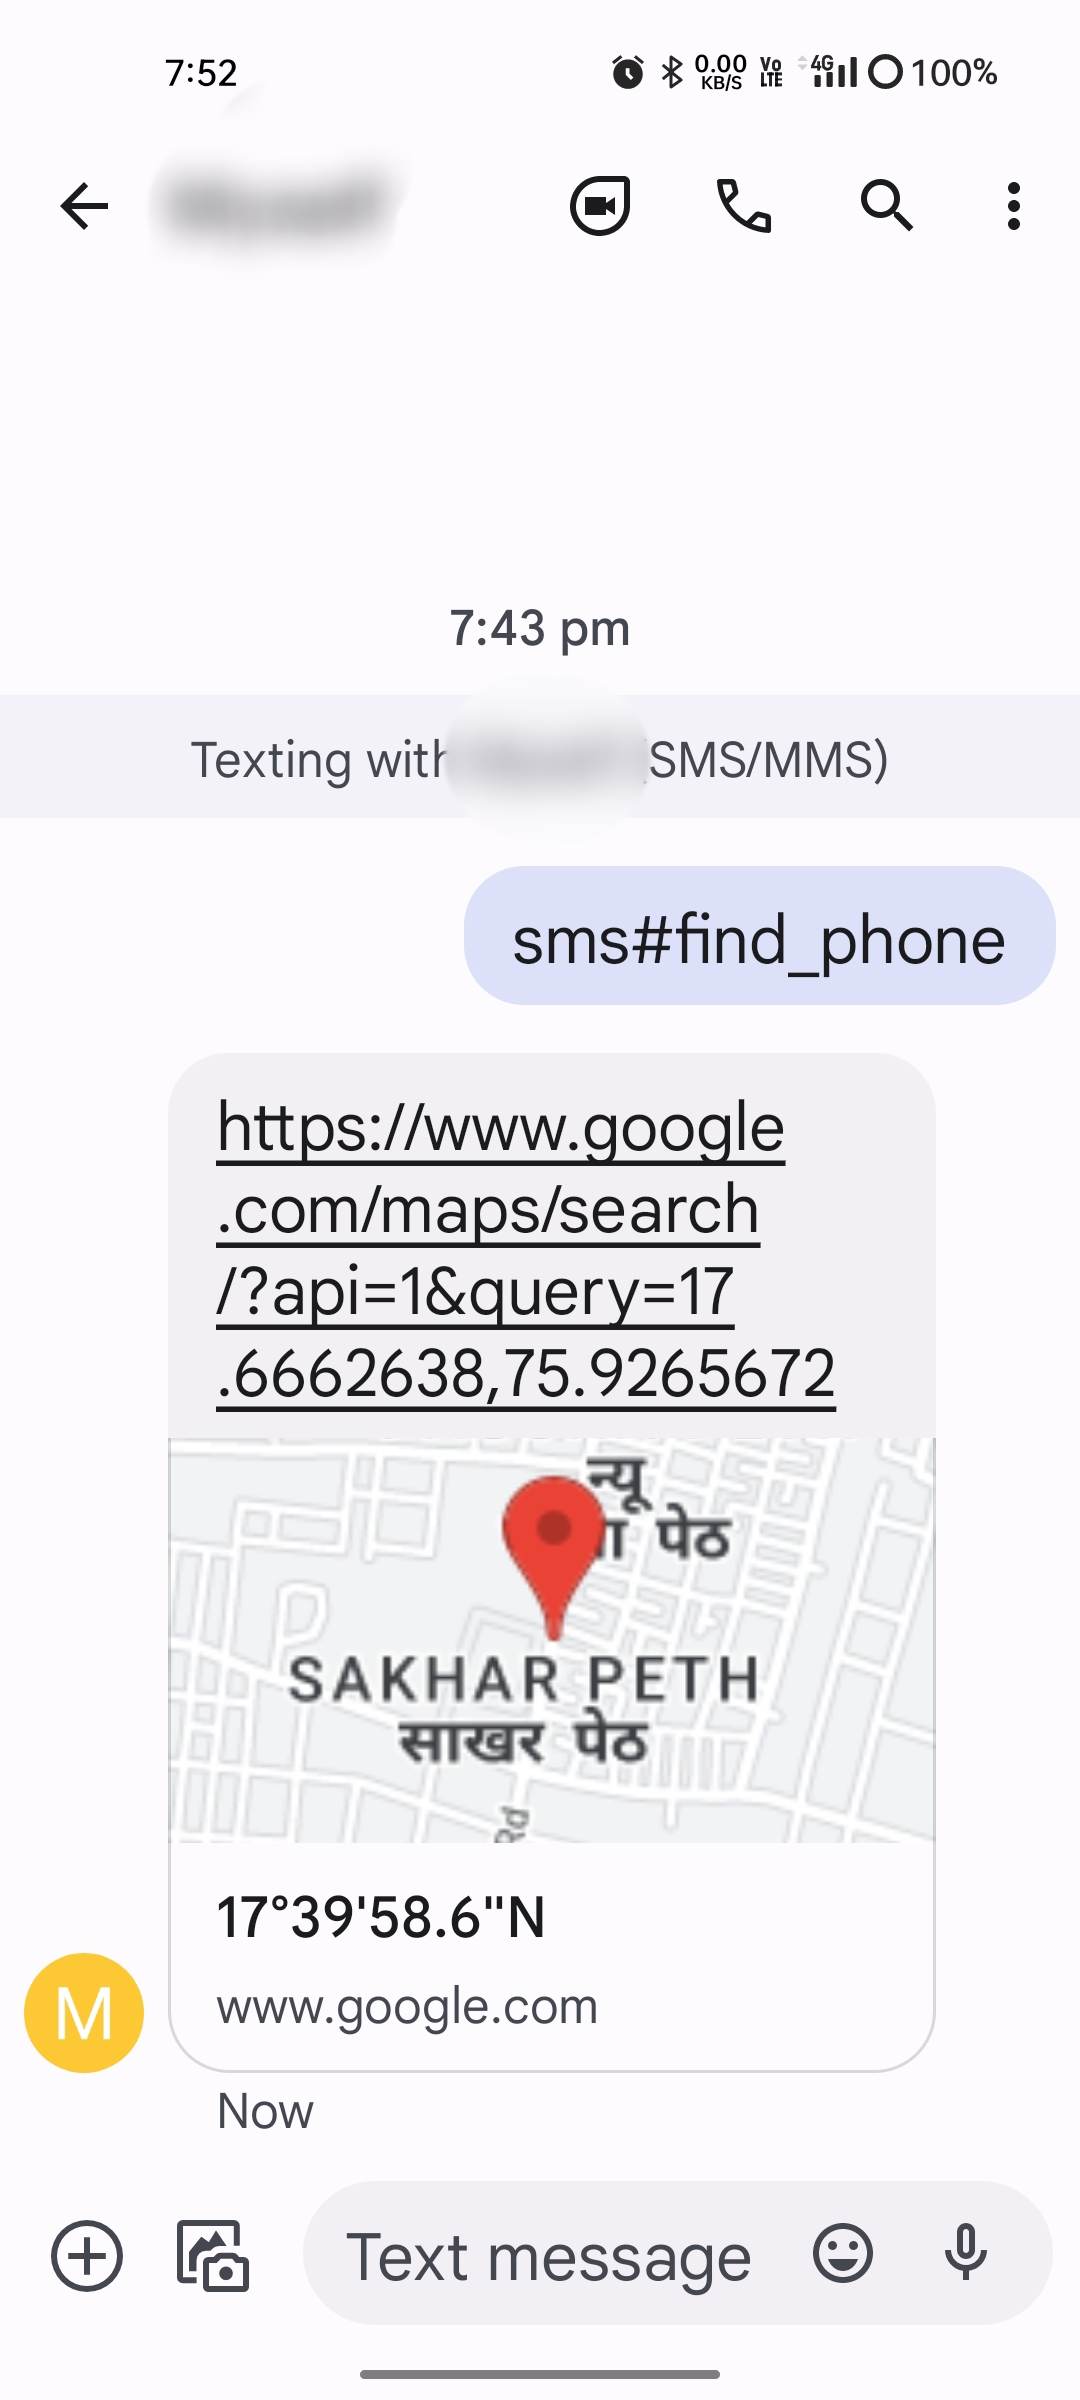 7:52
0.00
KB/S
Vo
LTE
4G
100%
7:43 pm
Texting with SMS/MMS)
sms#find_phone
https://www.google
.com/maps/search
/?api=1&query=17
.6662638,75.9265672
न्यू
पेठ
SAKHAR PETH
साखर पेठ
Rd
17°39'58.6"N
www.google.com
M
Now
Text message